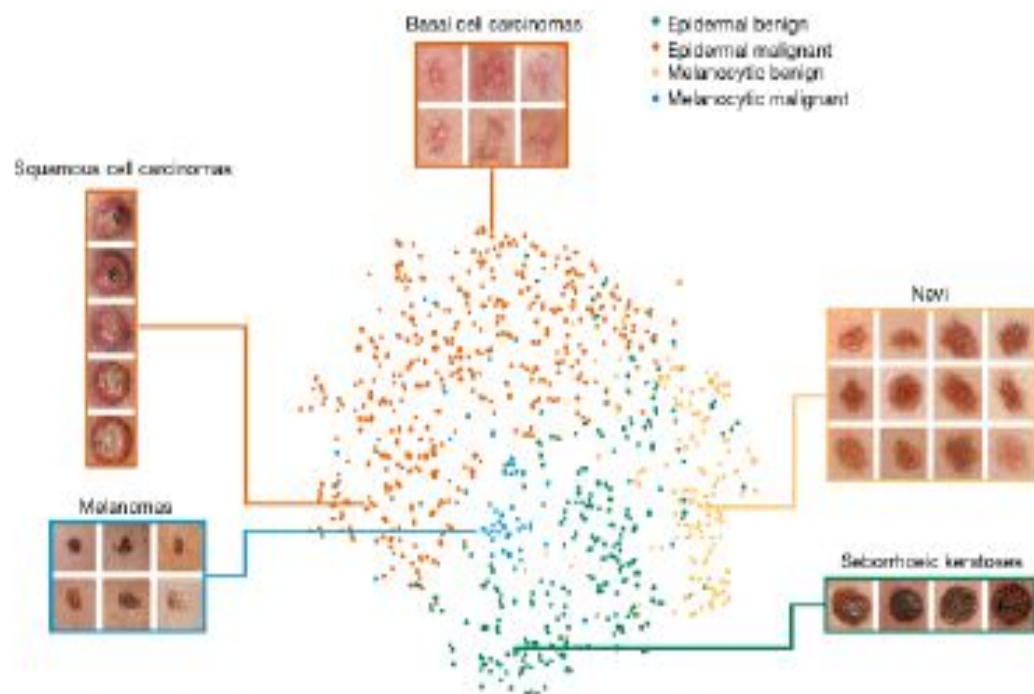 Basal cell carcinomas
Epidermal benign
Epidermal malignant
Melanocytic benign
Melanocytic malignant
Squamous cell carcinomas
Nevi
Melanomas
Seborrhoeic keratoses